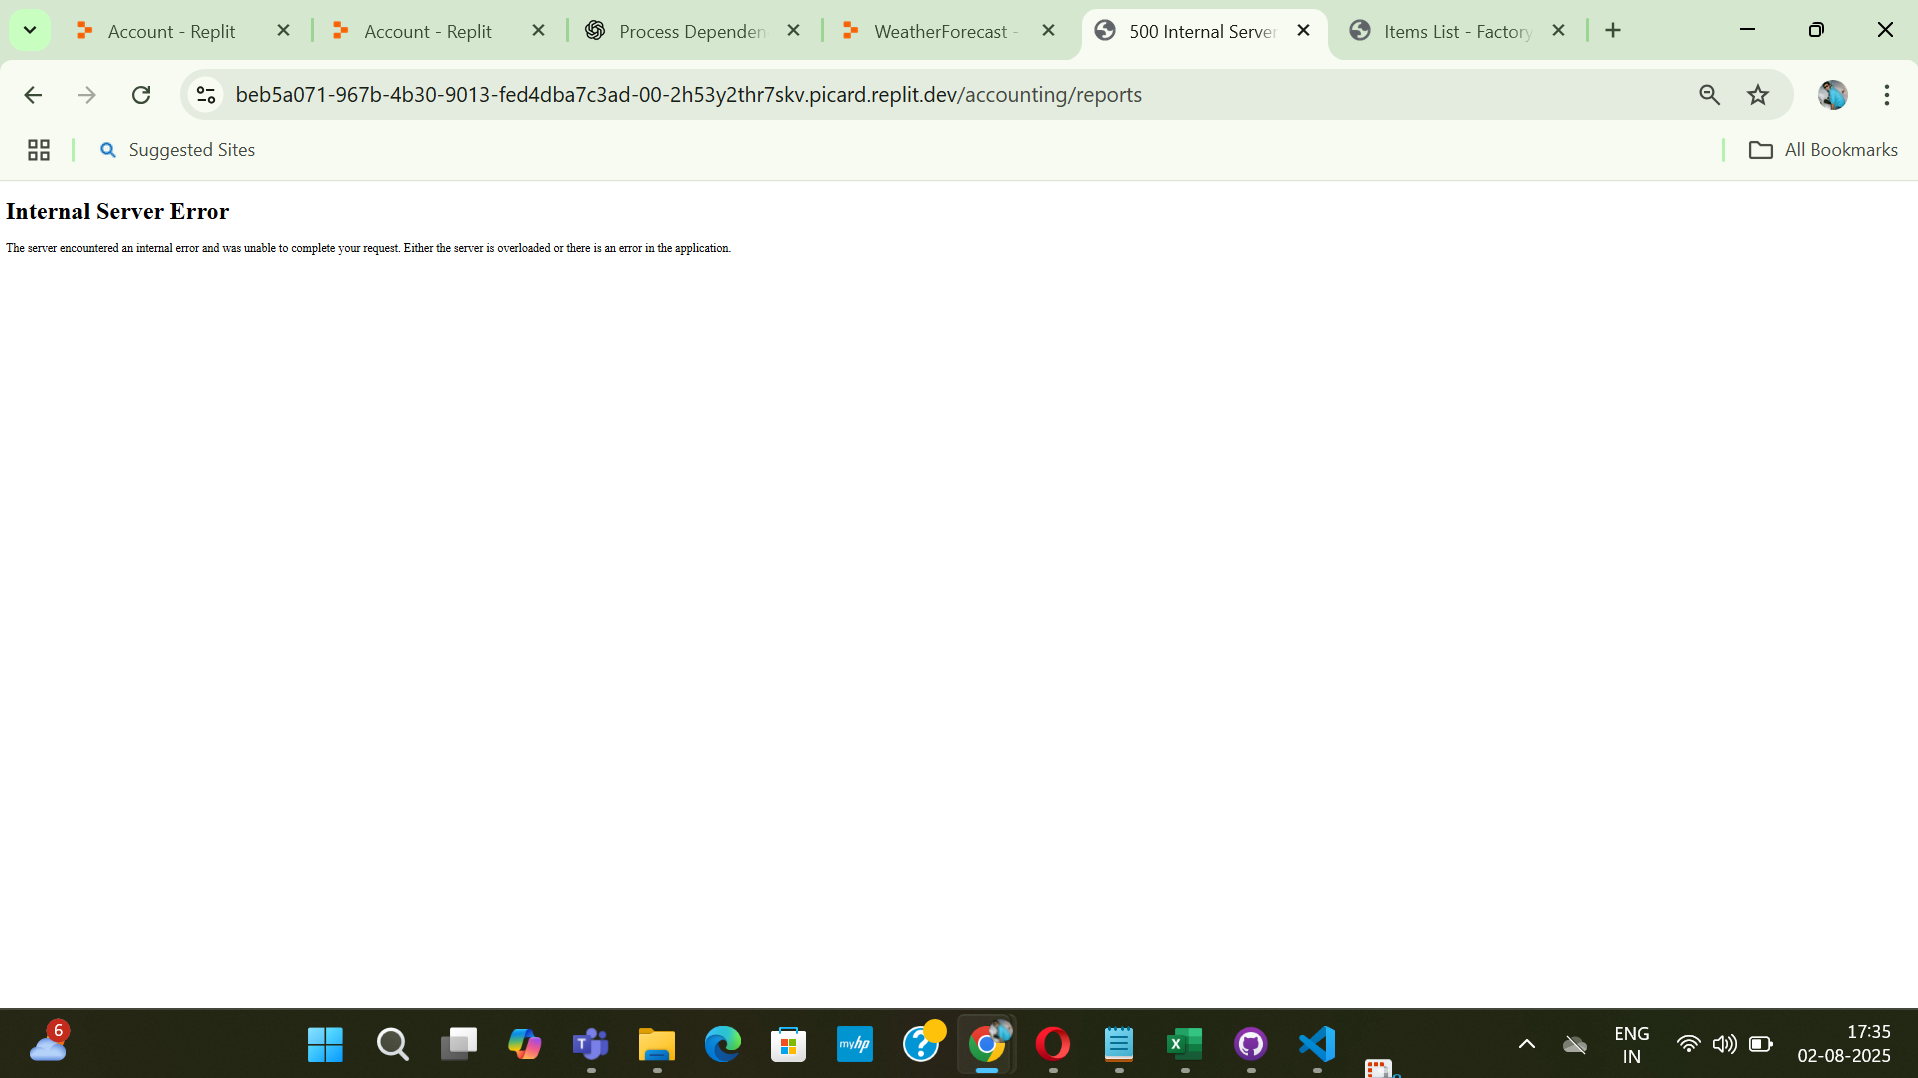 Account - Replit
Account - Replit
Process Dependen
WeatherForecast -
500 Internal Server
Items List - Factory
beb5a071-967b-4b30-9013-fed4dba7c3ad-00-2h53y2thr7skv.picard.replit.dev/accounting/reports
Suggested Sites
All Bookmarks
Internal Server Error
The server encountered an internal error and was unable to complete your request. Either the server is overloaded or there is an error in the application.
6
myhp
ENG
IN
17:35
02-08-2025